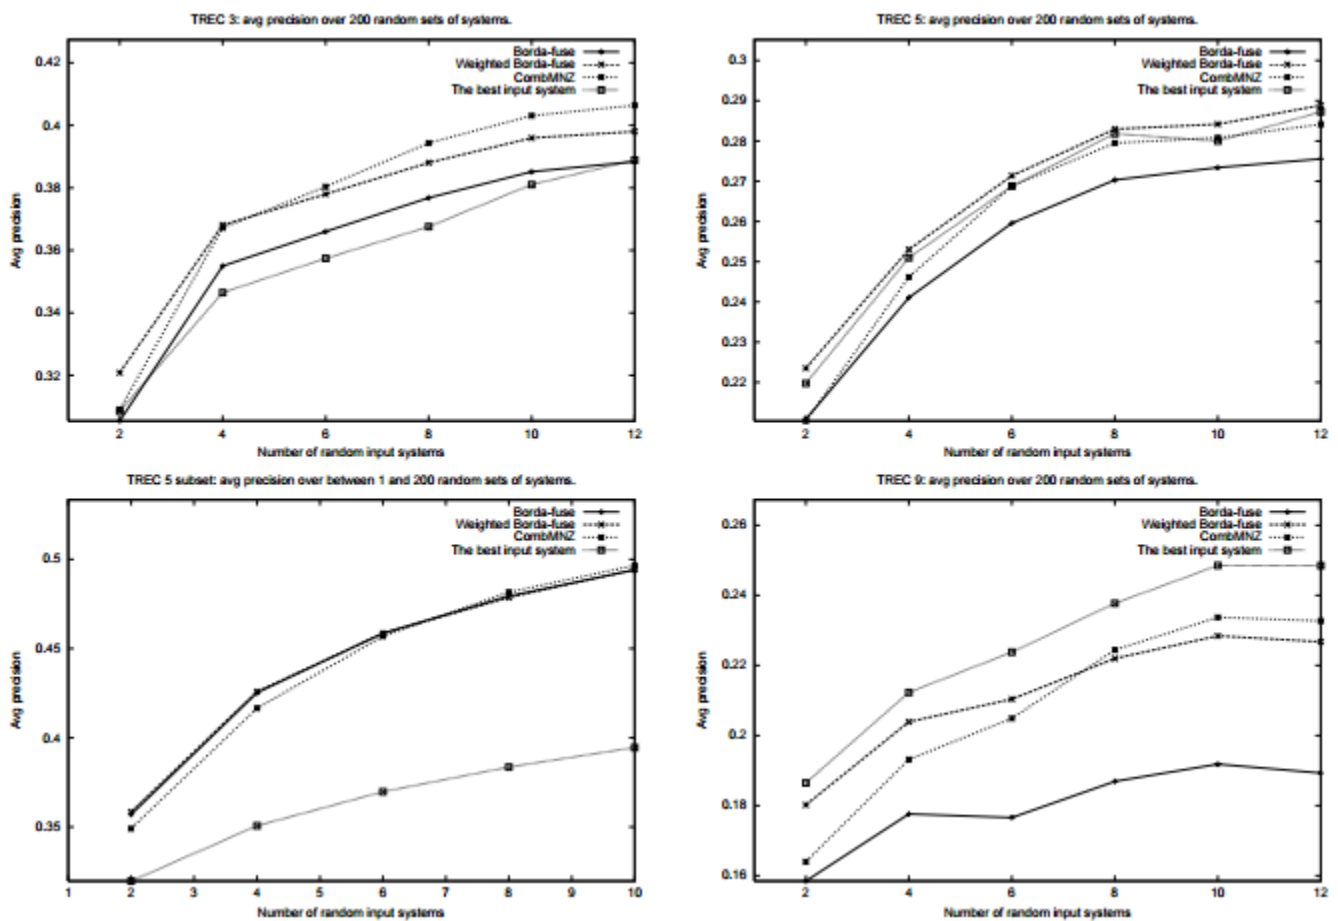 TREC 3: avg precision over 200 random sets of systems.
Borda-fuse
Weighted Borda-fuse
CombMNZ
The best input system
0.42
0.4
0.38
0.36
0.34
0.32
Avg precision
2 4 6 8 10 12
Number of random input systems
TREC 5: avg precision over 200 random sets of systems.
Borda-fuse
Weighted Borda-fuse
CombMNZ
The best input system
0.3
0.29
0.28
0.27
0.26
0.25
0.24
0.23
0.22
Avg precision
2 4 6 8 10 12
Number of random input systems
TREC 5 subset: avg precision over between 1 and 200 random sets of systems.
Borda-fuse
Weighted Borda-fuse
CombMNZ
The best input system
0.5
0.45
0.4
0.35
Avg precision
1 2 3 4 5 6 7 8 9 10
Number of random input systems
TREC 9: avg precision over 200 random sets of systems.
Borda-fuse
Weighted Borda-fuse
CombMNZ
The best input system
0.26
0.24
0.22
0.2
0.18
0.16
Avg precision
2 4 6 8 10 12
Number of random input systems